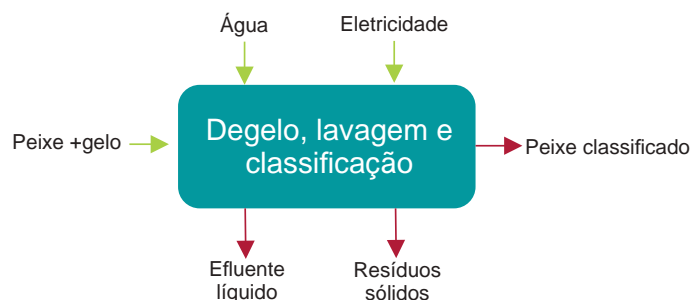 Água
Eletricidade
Peixe +gelo
Degelo, lavagem e
classificação
Peixe classificado
Efluente
líquido
Resíduos
sólidos